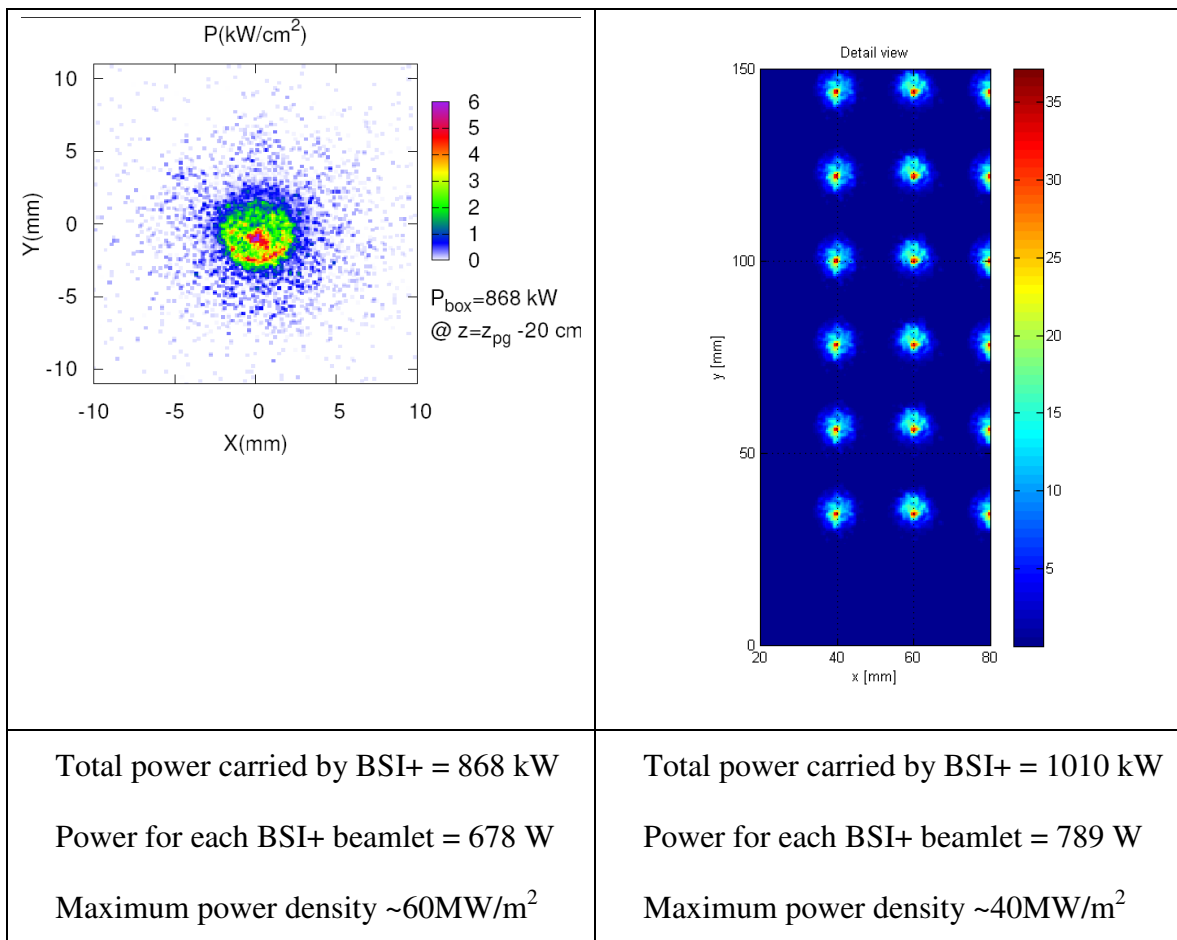 P(kW/cm²)
10
5
0
-5
-10
Y(mm)
-10 -5 0 5 10
X(mm)
6
5
4
3
2
1
0
P_box=868 kW
@ z=z_pg -20 cm
Detail view
150
100
50
0
y [mm]
20 40 60 80
x [mm]
35
30
25
20
15
10
5
Total power carried by BSI+ = 868 kW
Power for each BSI+ beamlet = 678 W
Maximum power density ~60MW/m²
Total power carried by BSI+ = 1010 kW
Power for each BSI+ beamlet = 789 W
Maximum power density ~40MW/m²